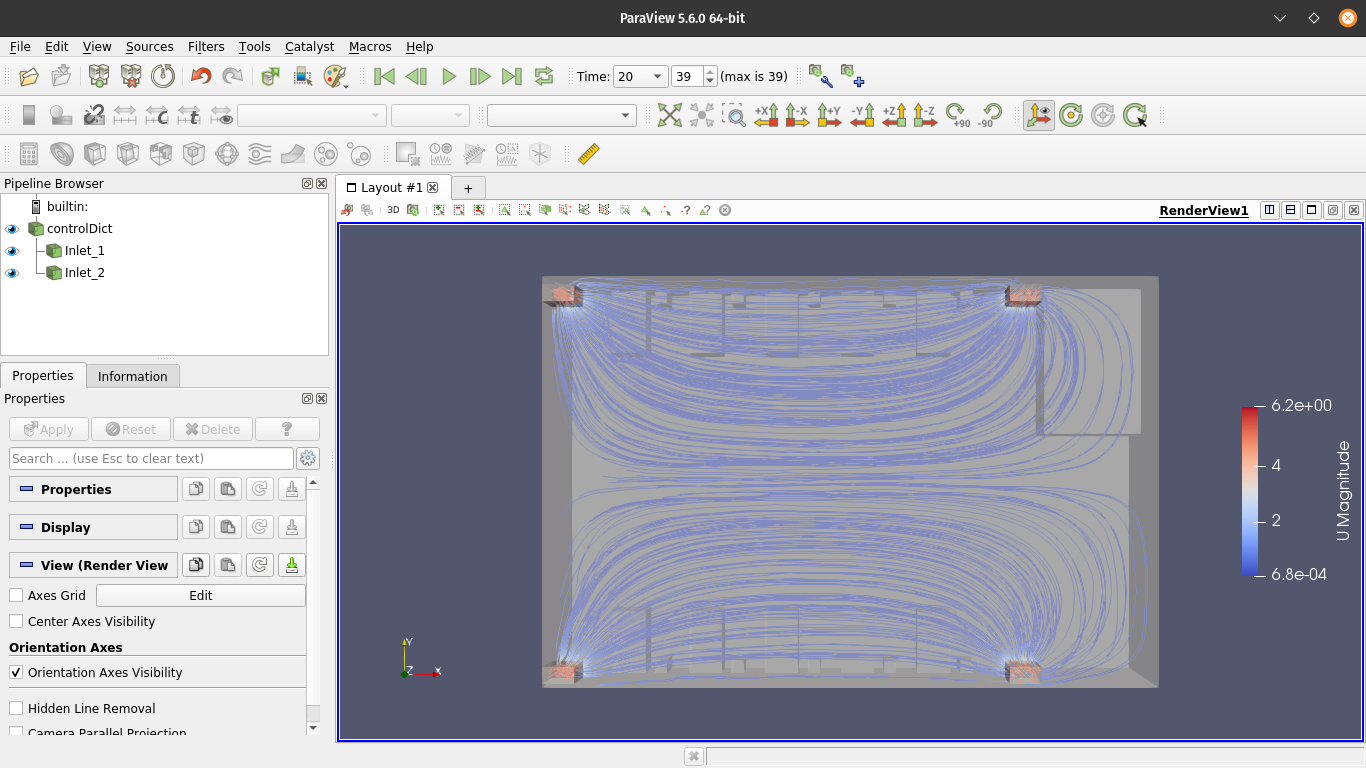 ParaView 5.6.0 64-bit
File Edit View Sources Filters Tools Catalyst Macros Help
Time: 20 39 (max is 39)
+X -X +Y -Y +Z -Z +90 -90
Pipeline Browser
builtin:
controlDict
Inlet_1
Inlet_2
Properties Information
Properties
Apply Reset Delete ?
Search ... (use Esc to clear text)
Properties
Display
View (Render View
Axes Grid Edit
Center Axes Visibility
Orientation Axes
Orientation Axes Visibility
Hidden Line Removal
Camera Parallel Projection
Layout #1 +
3D RenderView1
6.2e+00
4
2
6.8e-04
U Magnitude
Y
Z X